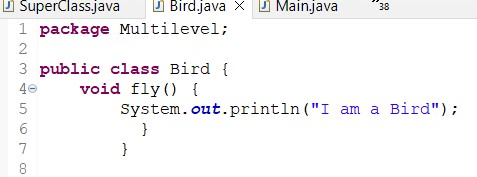 SuperClass.java Bird.java Main.java "38
1 package Multilevel;
2
3 public class Bird {
4 void fly() {
5 System.out.println("I am a Bird");
6 }
7 }
8